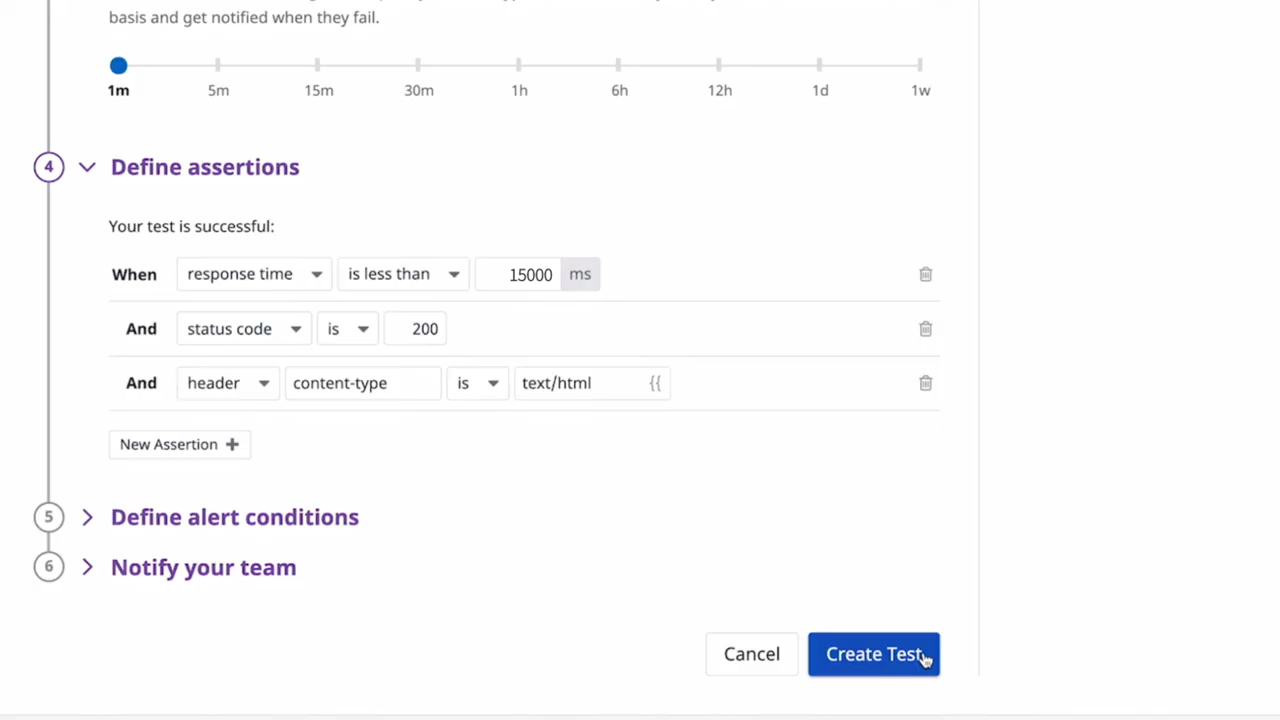 basis and get notified when they fail.
1m 5m 15m 30m 1h 6h 12h 1d 1w
4 Define assertions
Your test is successful:
When response time is less than 15000 ms
And status code is 200
And header content-type is text/html {{
New Assertion +
5 Define alert conditions
6 Notify your team
Cancel Create Test